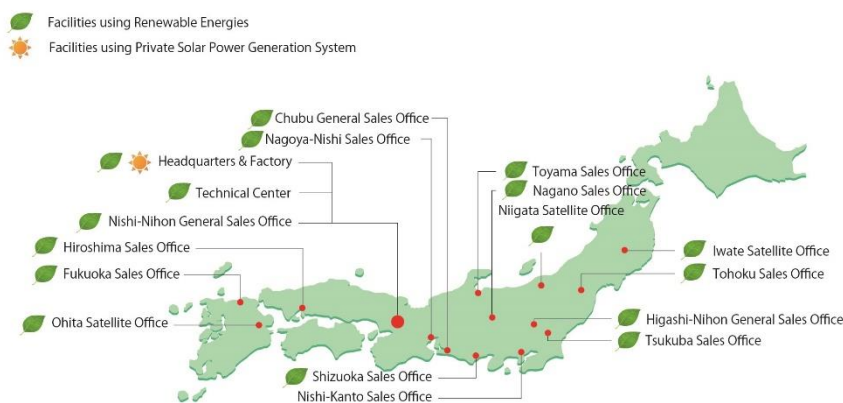 Facilities using Renewable Energies
Facilities using Private Solar Power Generation System
Chubu General Sales Office
Nagoya-Nishi Sales Office
Headquarters & Factory
Technical Center
Nishi-Nihon General Sales Office
Hiroshima Sales Office
Fukuoka Sales Office
Ohita Satellite Office
Toyama Sales Office
Nagano Sales Office
Niigata Satellite Office
Iwate Satellite Office
Tohoku Sales Office
Higashi-Nihon General Sales Office
Tsukuba Sales Office
Shizuoka Sales Office
Nishi-Kanto Sales Office